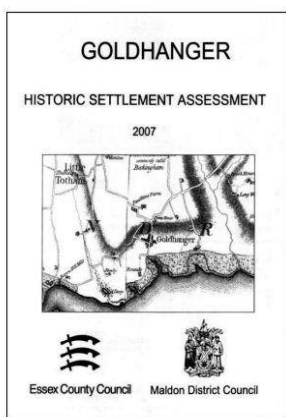 GOLDHANGER
HISTORIC SETTLEMENT ASSESSMENT
2007
Little
Totham
Goldhanger
D
R
Essex County Council
Maldon District Council